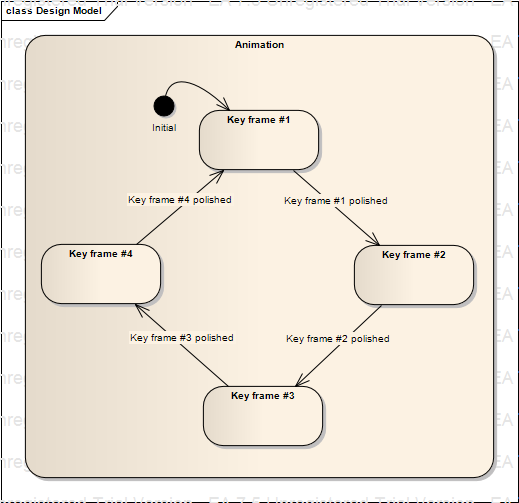 class Design Model
Animation
Initial
Key frame #1
Key frame #4 polished
Key frame #1 polished
Key frame #4
Key frame #2
Key frame #3 polished
Key frame #2 polished
Key frame #3